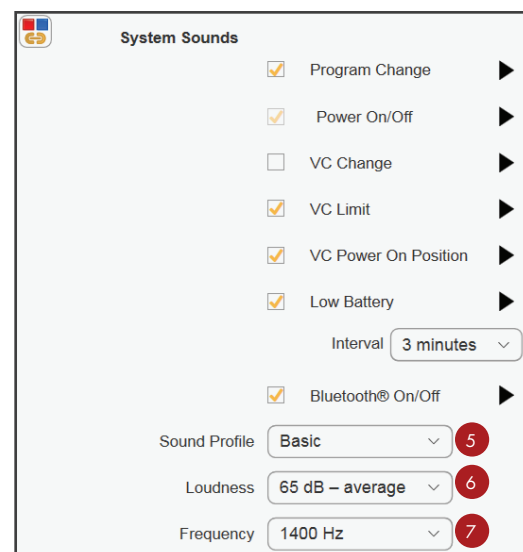 System Sounds
Program Change
Power On/Off
VC Change
VC Limit
VC Power On Position
Low Battery
Interval 3 minutes
Bluetooth® On/Off
Sound Profile Basic 5
Loudness 65 dB – average 6
Frequency 1400 Hz 7